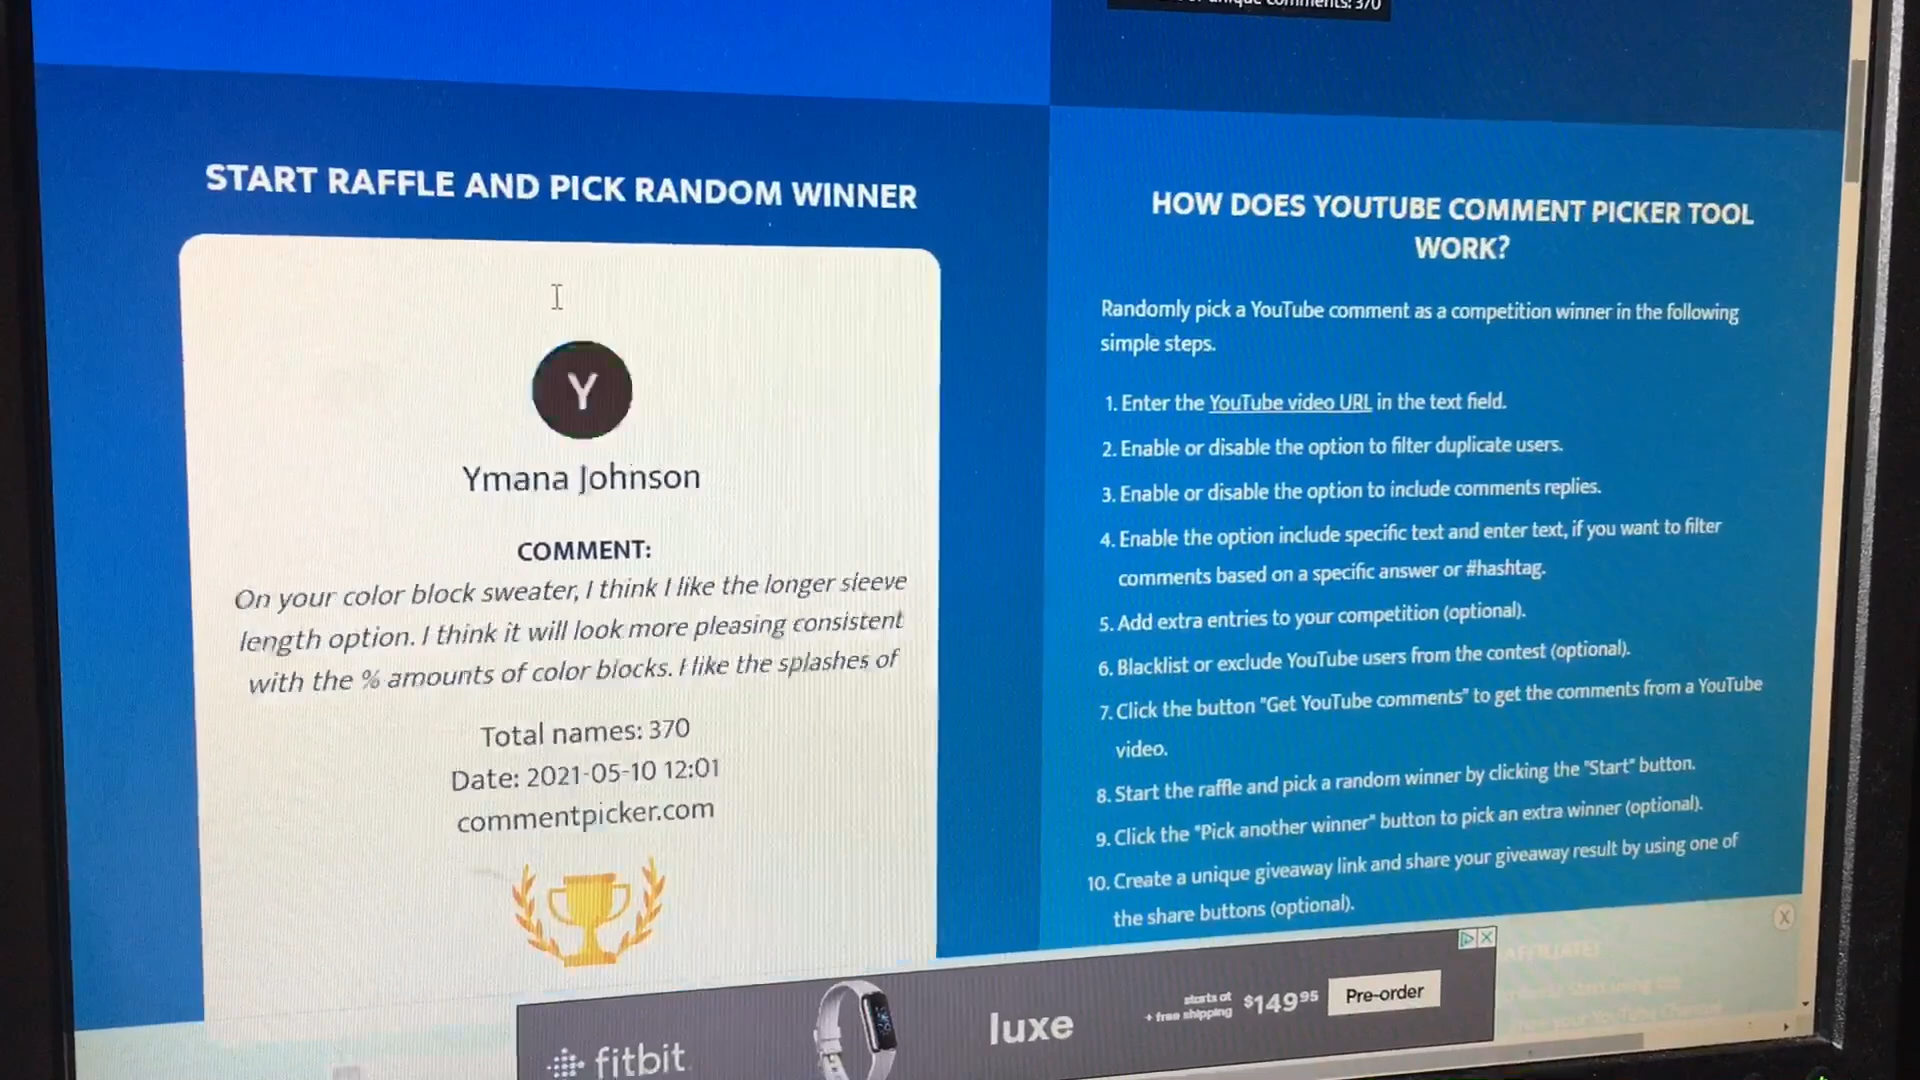 unique comments: 370
START RAFFLE AND PICK RANDOM WINNER
Y
Ymana Johnson
COMMENT:
On your color block sweater, I think I like the longer sleeve
length option. I think it will look more pleasing consistent
with the % amounts of color blocks. I like the splashes of
Total names: 370
Date: 2021-05-10 12:01
commentpicker.com
HOW DOES YOUTUBE COMMENT PICKER TOOL
WORK?
Randomly pick a YouTube comment as a competition winner in the following
simple steps.
1. Enter the YouTube video URL in the text field.
2. Enable or disable the option to filter duplicate users.
3. Enable or disable the option to include comments replies.
4. Enable the option include specific text and enter text, if you want to filter
comments based on a specific answer or #hashtag.
5. Add extra entries to your competition (optional).
6. Blacklist or exclude YouTube users from the contest (optional).
7. Click the button "Get YouTube comments" to get the comments from a YouTube
video.
8. Start the raffle and pick a random winner by clicking the "Start" button.
9. Click the "Pick another winner" button to pick an extra winner (optional).
10. Create a unique giveaway link and share your giveaway result by using one of
the share buttons (optional).
fitbit
luxe
starts at
+ free shipping
$149.95
Pre-order